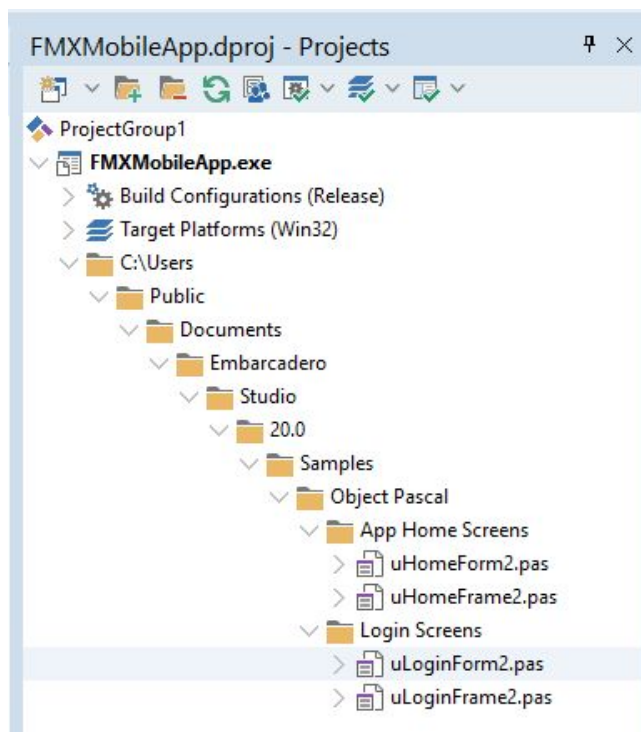 FMXMobileApp.dproj - Projects
ProjectGroup1
FMXMobileApp.exe
Build Configurations (Release)
Target Platforms (Win32)
C:\Users
Public
Documents
Embarcadero
Studio
20.0
Samples
Object Pascal
App Home Screens
uHomeForm2.pas
uHomeFrame2.pas
Login Screens
uLoginForm2.pas
uLoginFrame2.pas